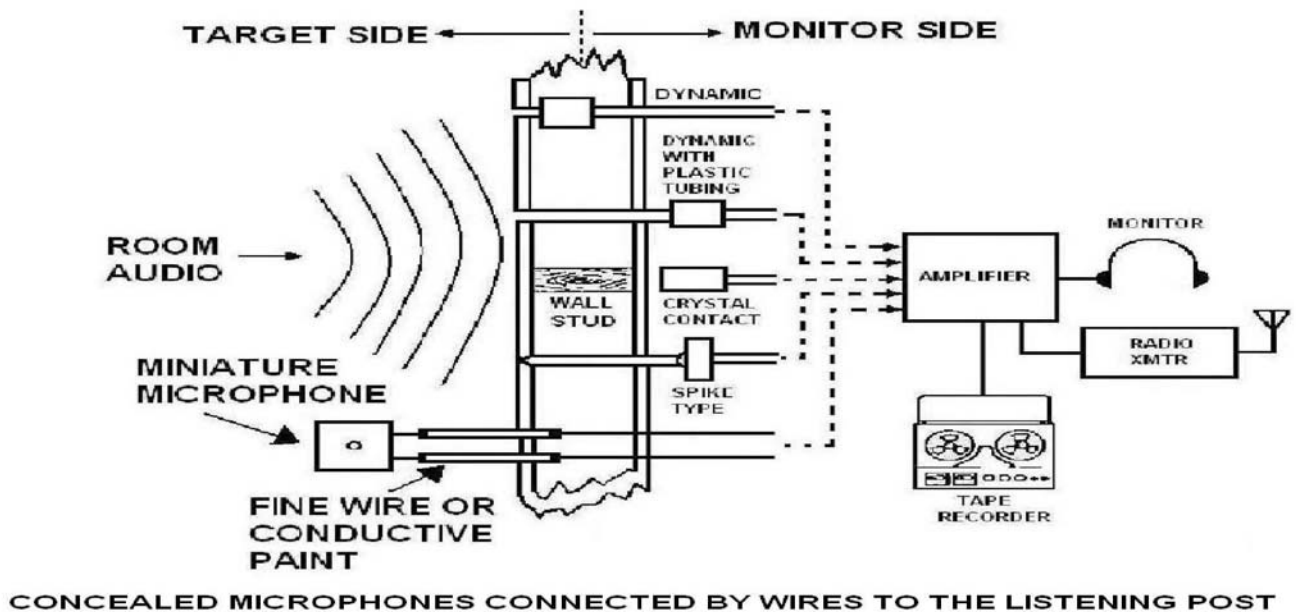 TARGET SIDE
MONITOR SIDE
DYNAMIC
DYNAMIC
WITH
PLASTIC
TUBING
ROOM
AUDIO
MONITOR
AMPLIFIER
WALL
STUD
CRYSTAL
CONTACT
RADIO
XMTR
MINIATURE
MICROPHONE
SPIKE
TYPE
FINE WIRE OR
CONDUCTIVE
PAINT
TAPE
RECORDER
CONCEALED MICROPHONES CONNECTED BY WIRES TO THE LISTENING POST